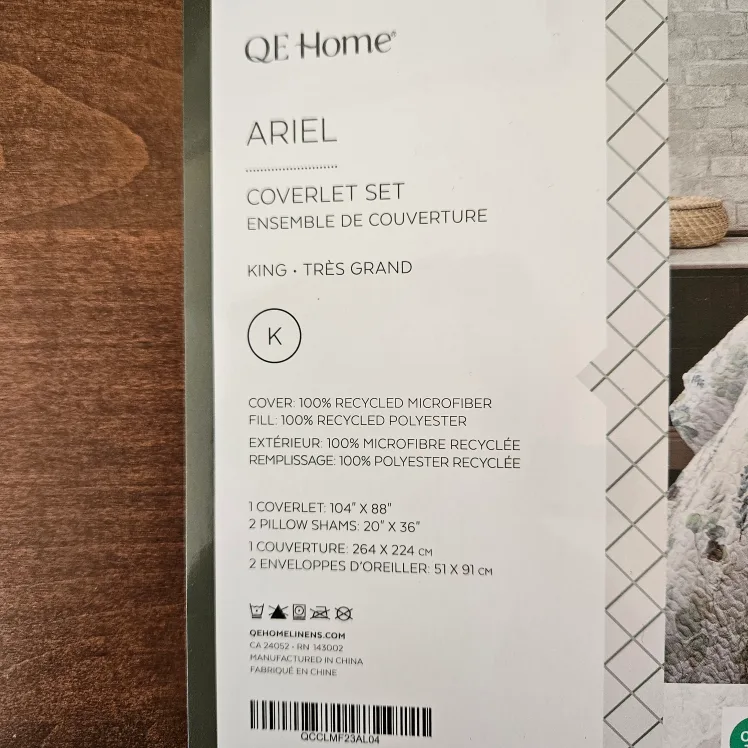 QE Home®
ARIEL
COVERLET SET
ENSEMBLE DE COUVERTURE
KING • TRÈS GRAND
K
COVER: 100% RECYCLED MICROFIBER
FILL: 100% RECYCLED POLYESTER
EXTÉRIEUR: 100% MICROFIBRE RECYCLÉE
REMPLISSAGE: 100% POLYESTER RECYCLÉE
1 COVERLET: 104" X 88"
2 PILLOW SHAMS: 20" X 36"
1 COUVERTURE: 264 X 224 CM
2 ENVELOPPES D'OREILLER: 51 X 91 CM
QEHOMELINENS.COM
CA 24052 - RN 143002
MANUFACTURED IN CHINA
FABRIQUÉ EN CHINE
QCCLMF23AL04